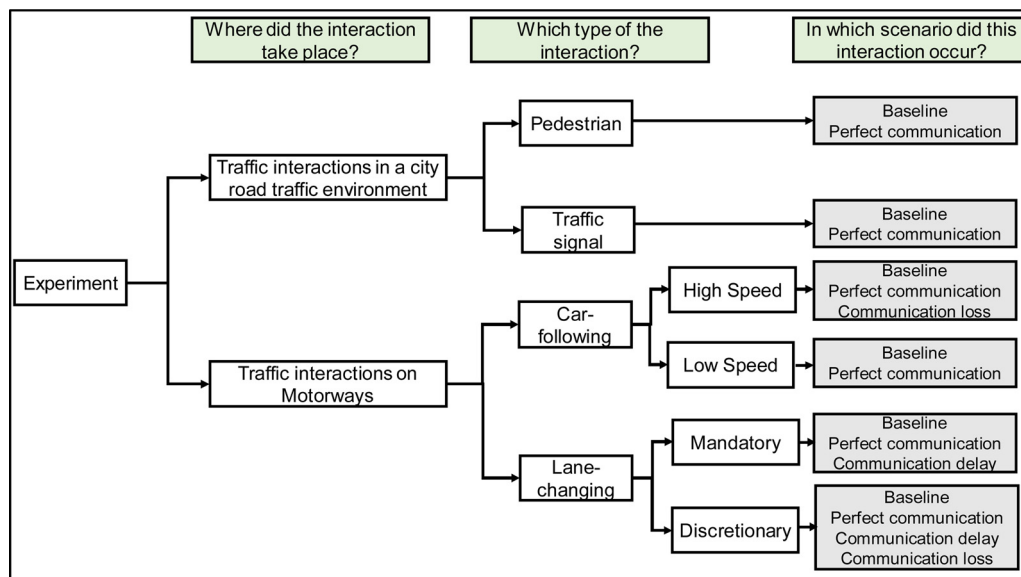 Where did the interaction
take place?
Which type of the
interaction?
In which scenario did this
interaction occur?
Experiment
Traffic interactions in a city
road traffic environment
Pedestrian
Baseline
Perfect communication
Traffic
signal
Baseline
Perfect communication
Traffic interactions on
Motorways
Car-
following
High Speed
Baseline
Perfect communication
Communication loss
Low Speed
Baseline
Perfect communication
Lane-
changing
Mandatory
Baseline
Perfect communication
Communication delay
Discretionary
Baseline
Perfect communication
Communication delay
Communication loss